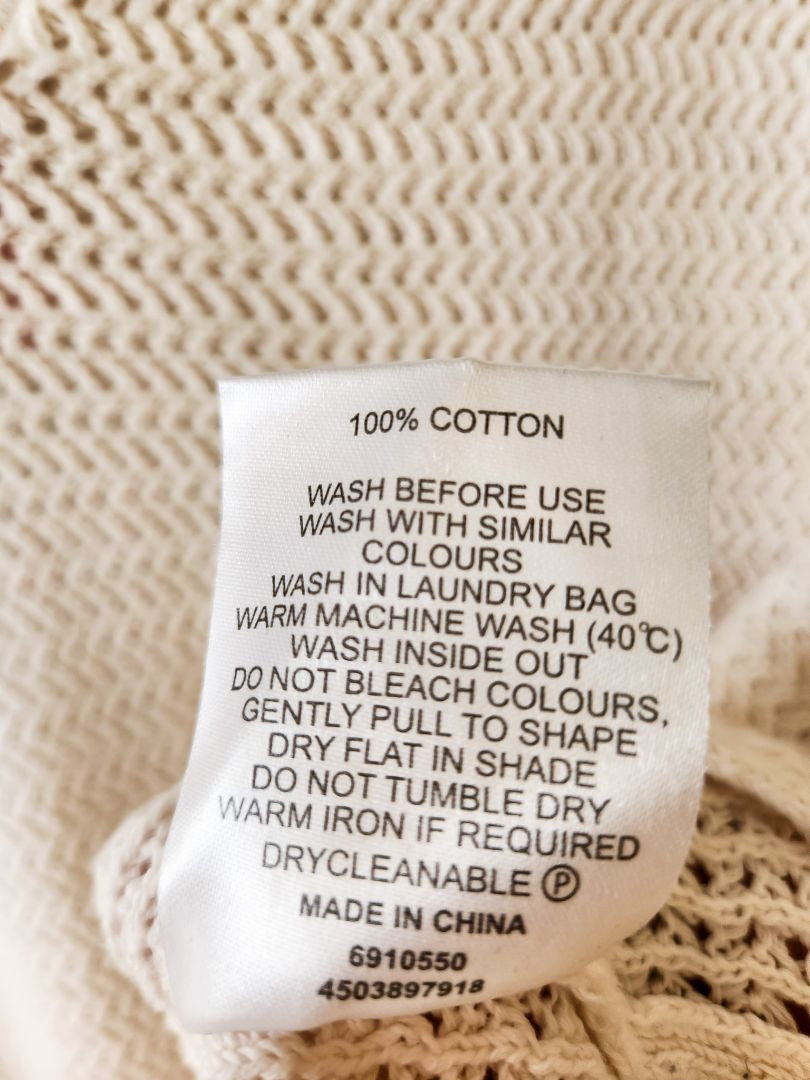 100% COTTON
WASH BEFORE USE
WASH WITH SIMILAR
COLOURS
WASH IN LAUNDRY BAG
WARM MACHINE WASH (40°C)
WASH INSIDE OUT
DO NOT BLEACH COLOURS,
GENTLY PULL TO SHAPE
DRY FLAT IN SHADE
DO NOT TUMBLE DRY
WARM IRON IF REQUIRED
DRYCLEANABLE Ⓟ
MADE IN CHINA
6910550
4503897918